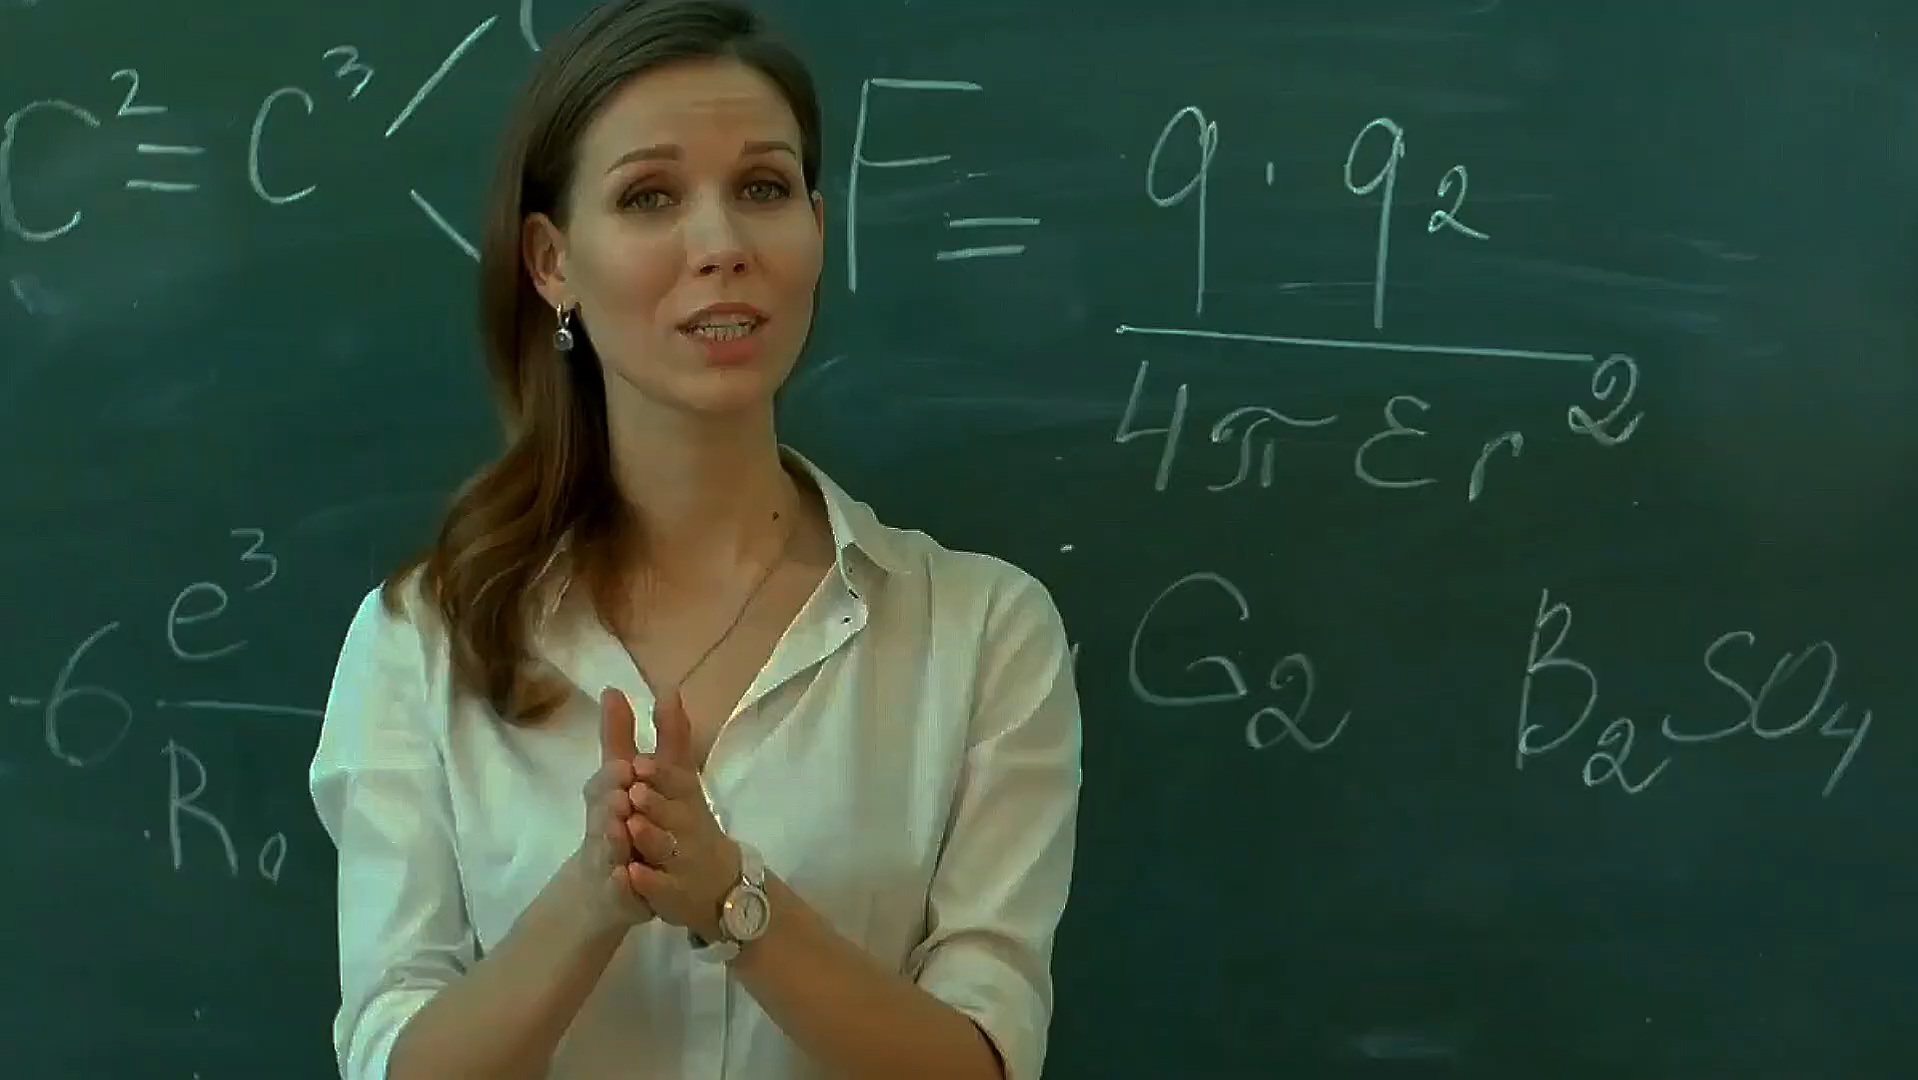 C² = C³
F = q · q₂
4πεr²
-6 e³
R₀
G₂
B₂SO₄